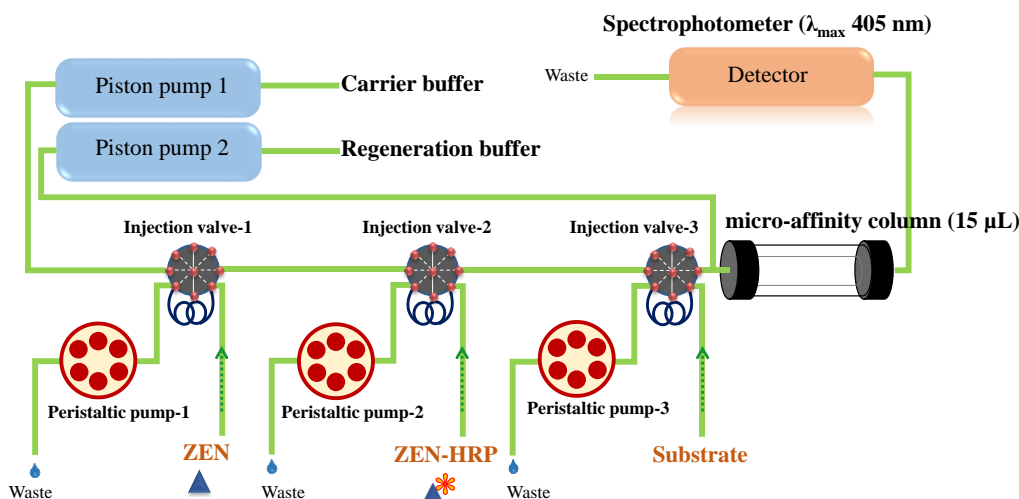 Spectrophotometer (λmax 405 nm)
Piston pump 1
Carrier buffer
Waste
Detector
Piston pump 2
Regeneration buffer
Injection valve-1
Injection valve-2
Injection valve-3
micro-affinity column (15 µL)
Peristaltic pump-1
Peristaltic pump-2
Peristaltic pump-3
ZEN
ZEN-HRP
Substrate
Waste
Waste
Waste